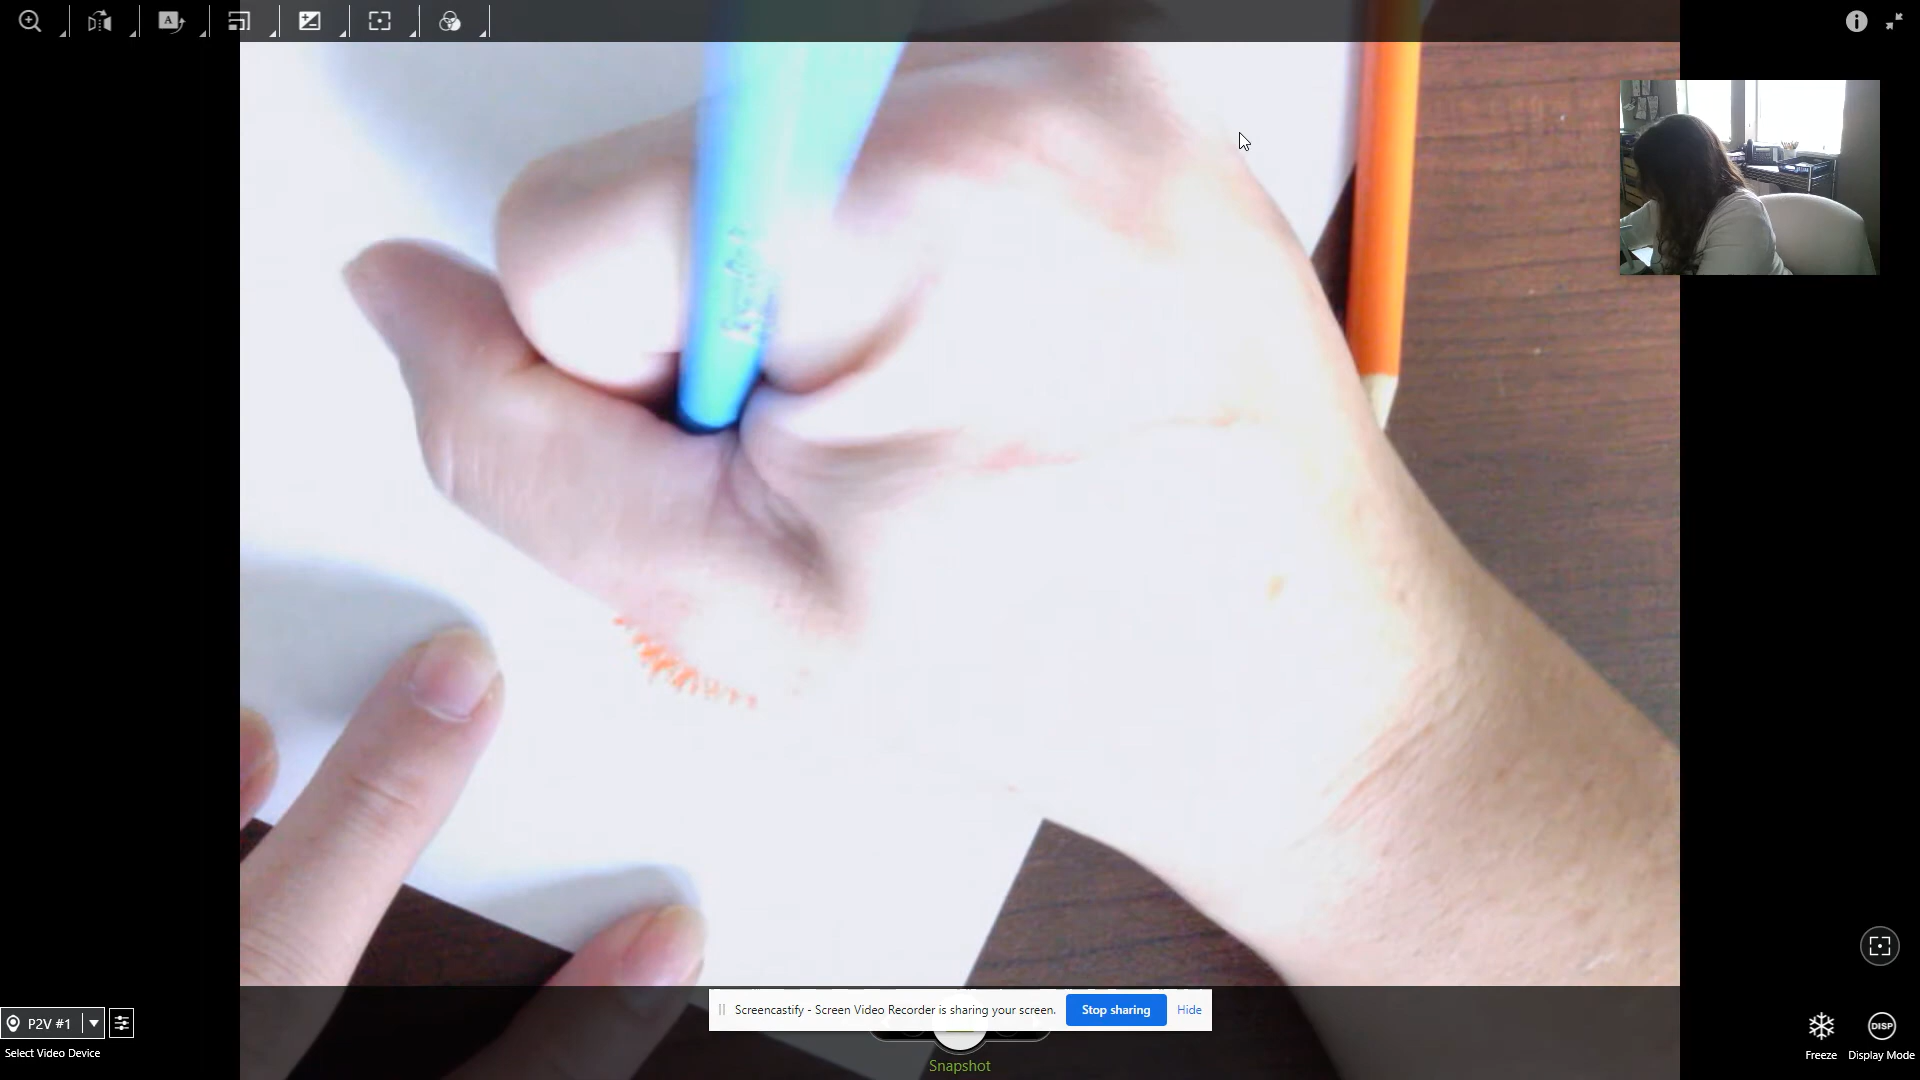 A
P2V #1
Select Video Device
Screencastify - Screen Video Recorder is sharing your screen.
Stop sharing
Hide
Snapshot
Freeze
DISP
Display Mode